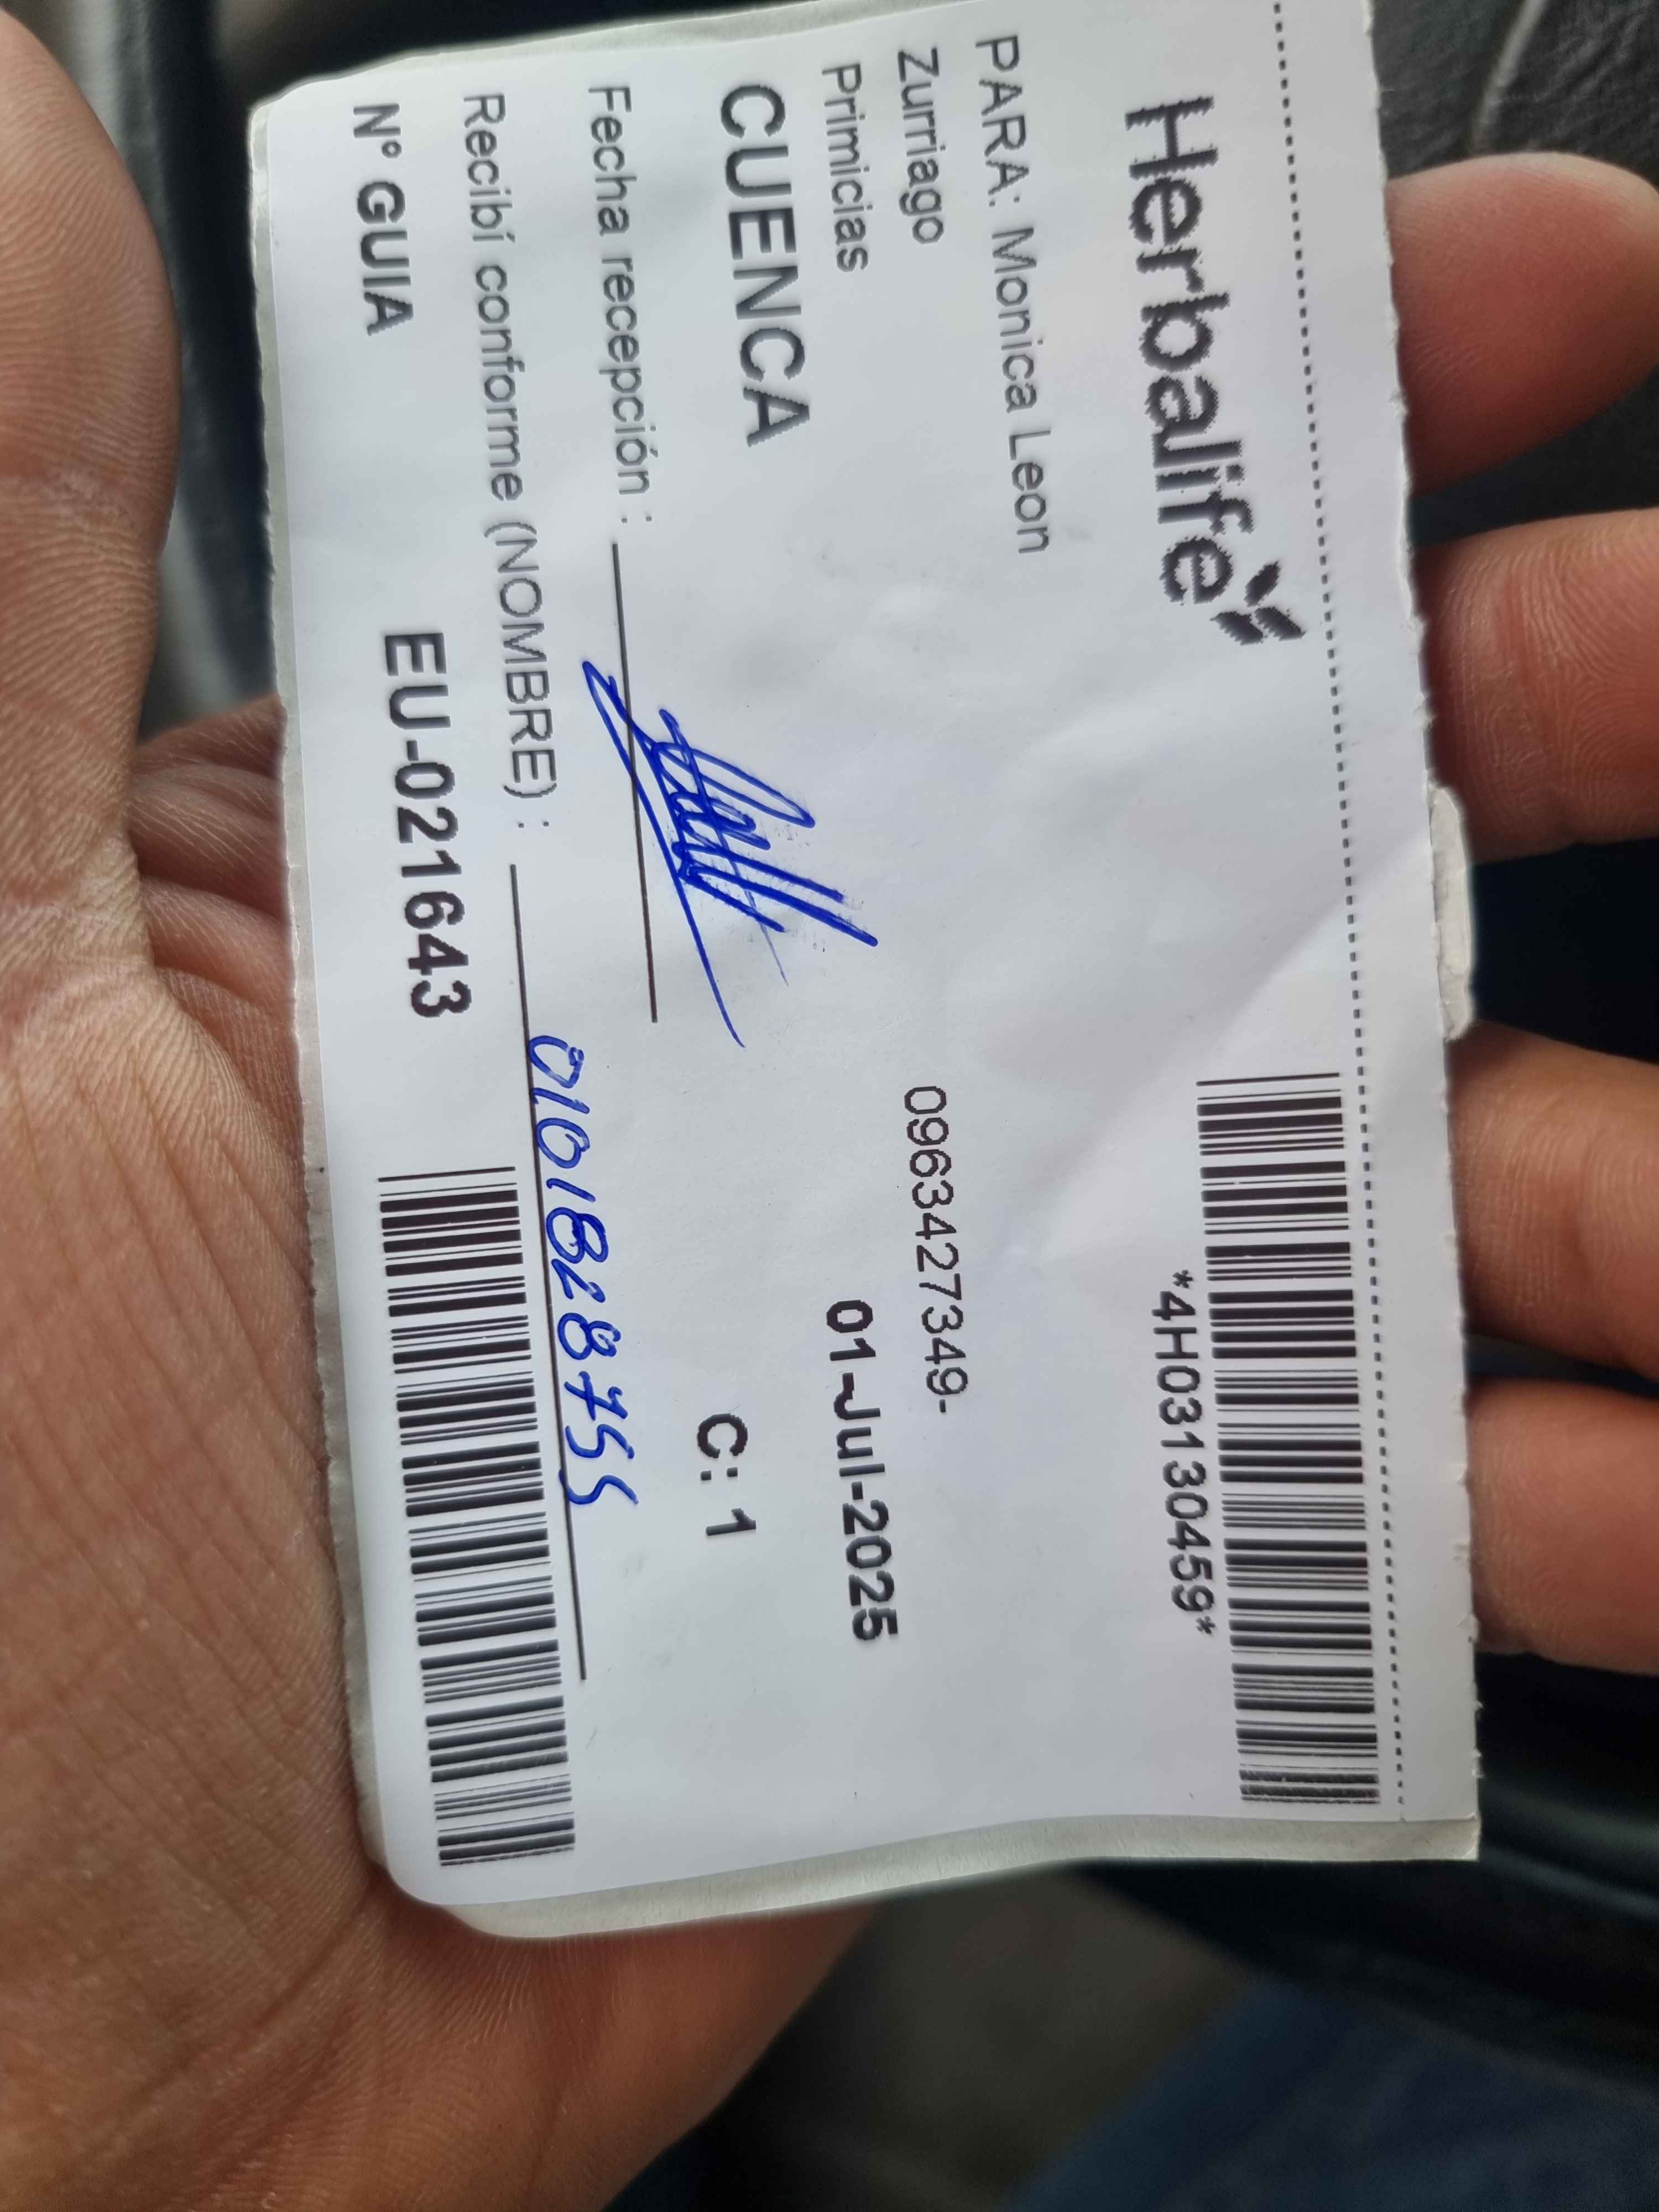 Herbalife
*4H03130459*
PARA: Monica Leon
Zurriago
0963427349-
Primicias
01-Jul-2025
CUENCA
C: 1
Fecha recepción :
Recibí conforme (NOMBRE) : 0101828755
Nº GUIA EU-021643